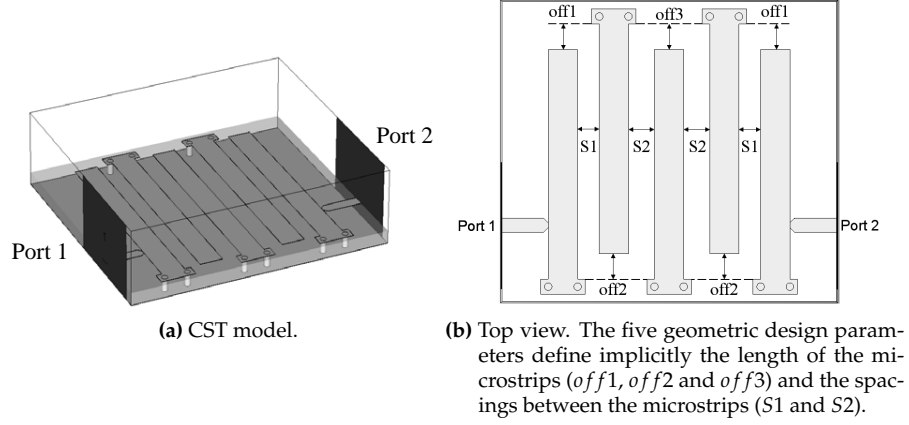 Port 2
Port 1
(a) CST model.
off1
off3
off1
S1
S2
S2
S1
Port 1
Port 2
off2
off2
(b) Top view. The five geometric design param-
eters define implicitly the length of the mi-
crostrips (off1, off2 and off3) and the spac-
ings between the microstrips (S1 and S2).